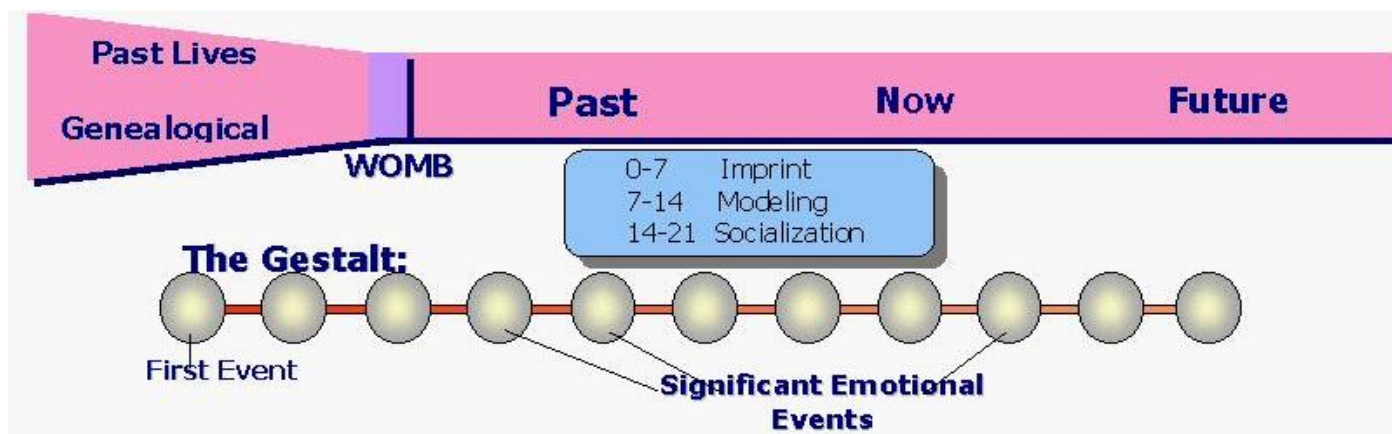 Past Lives
Genealogical
WOMB
Past
Now
Future
0-7 Imprint
7-14 Modeling
14-21 Socialization
The Gestalt:
First Event
Significant Emotional
Events